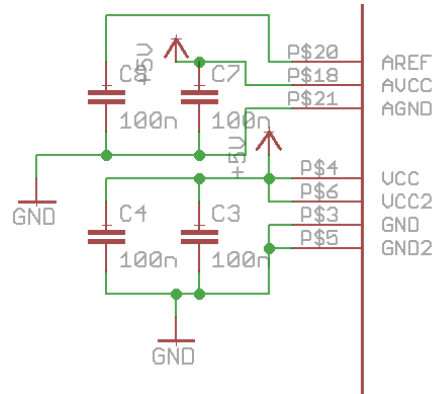 P$20 AREF
+5V
C8 C7 P$18 AVCC
100n 100n P$21 AGND
+5V
P$4 VCC
GND P$6 VCC2
C4 C3 P$3 GND
100n 100n P$5 GND2
GND